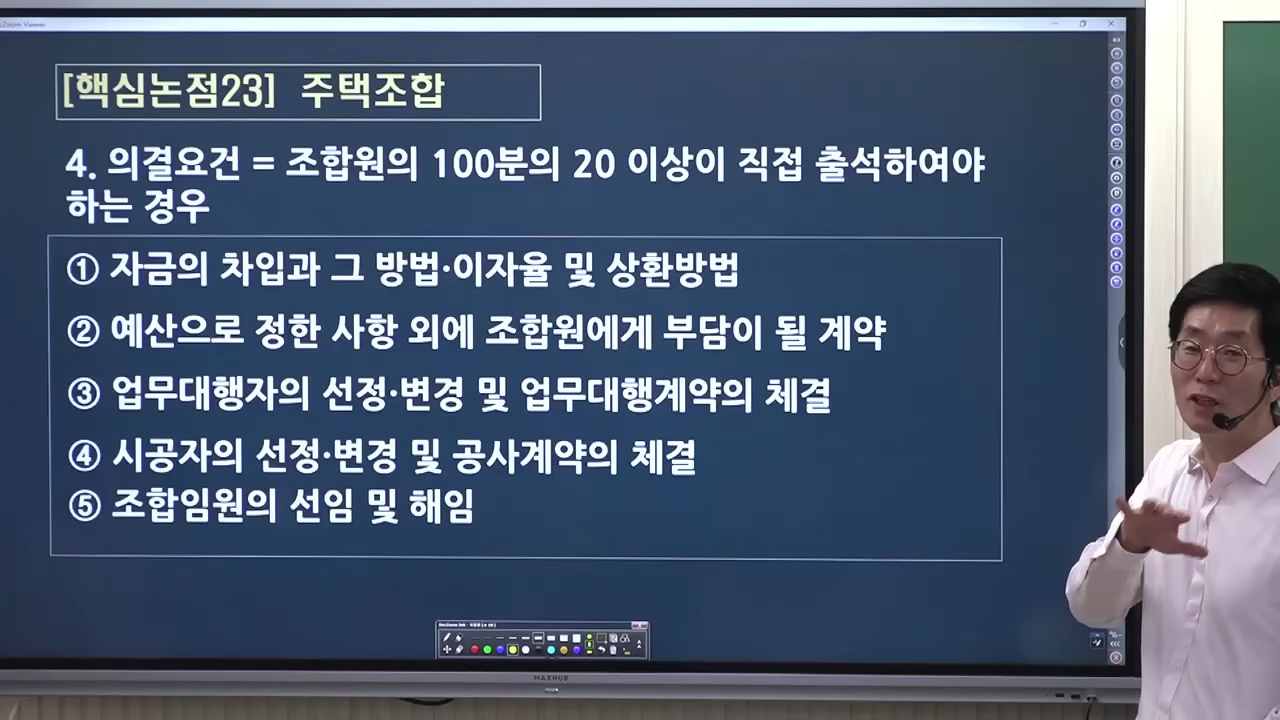 [핵심논점23] 주택조합
4. 의결요건 = 조합원의 100분의 20 이상이 직접 출석하여야
하는 경우
① 자금의 차입과 그 방법·이자율 및 상환방법
② 예산으로 정한 사항 외에 조합원에게 부담이 될 계약
③ 업무대행자의 선정·변경 및 업무대행계약의 체결
④ 시공자의 선정·변경 및 공사계약의 체결
⑤ 조합임원의 선임 및 해임
MAXHUB